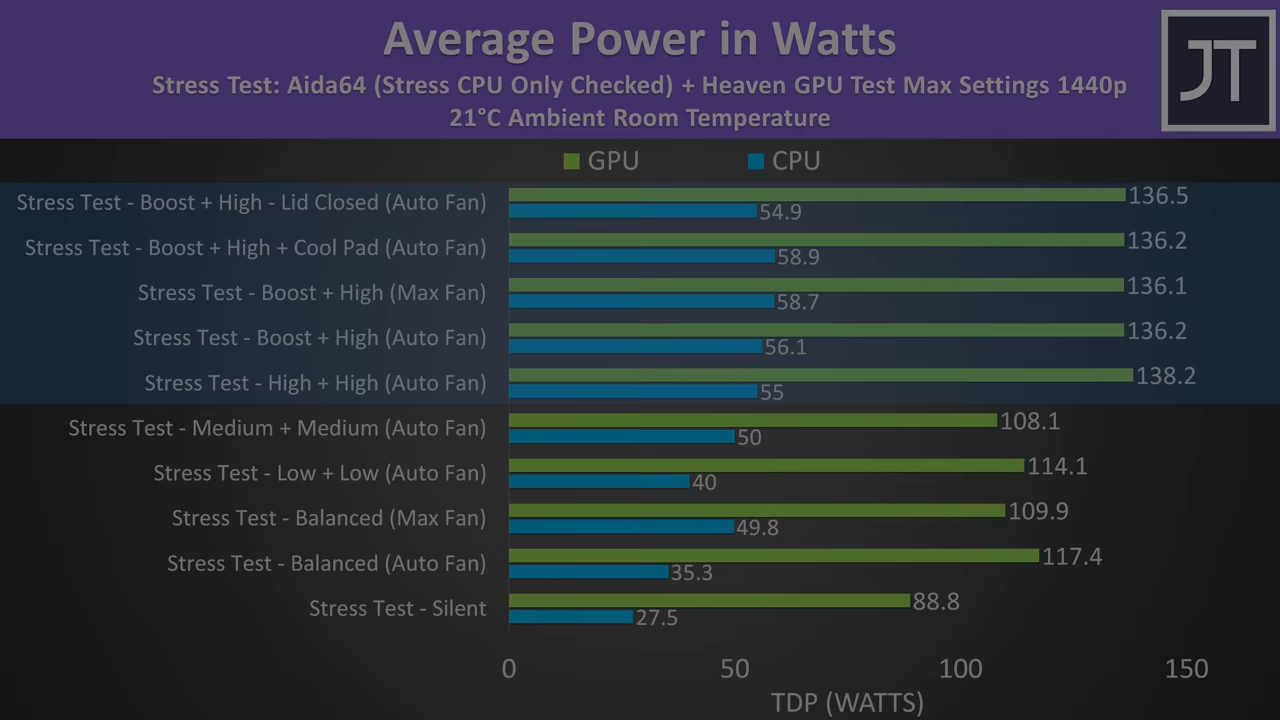 Average Power in Watts
JT
Stress Test: Aida64 (Stress CPU Only Checked) + Heaven GPU Test Max Settings 1440p
21°C Ambient Room Temperature
GPU CPU
Stress Test - Boost + High - Lid Closed (Auto Fan) 136.5
54.9
Stress Test - Boost + High + Cool Pad (Auto Fan) 136.2
58.9
Stress Test - Boost + High (Max Fan) 136.1
58.7
Stress Test - Boost + High (Auto Fan) 136.2
56.1
Stress Test - High + High (Auto Fan) 138.2
55
Stress Test - Medium + Medium (Auto Fan) 108.1
50
Stress Test - Low + Low (Auto Fan) 114.1
40
Stress Test - Balanced (Max Fan) 109.9
49.8
Stress Test - Balanced (Auto Fan) 117.4
35.3
Stress Test - Silent 88.8
27.5
0 50 100 150
TDP (WATTS)